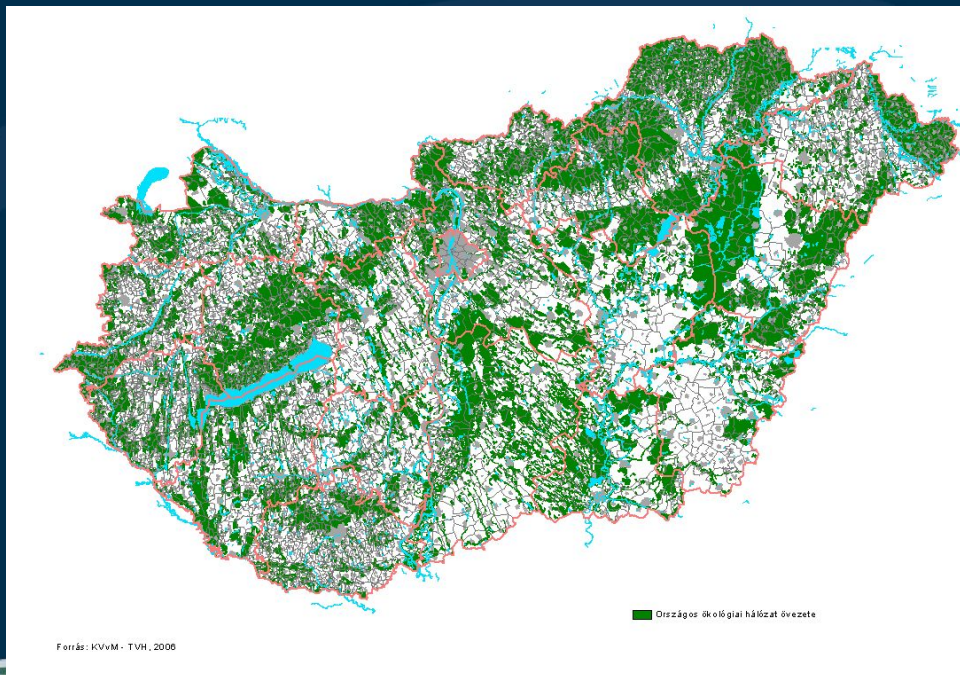 Országos ökológiai hálózat övezete
Forrás: KVvM - TVH, 2006